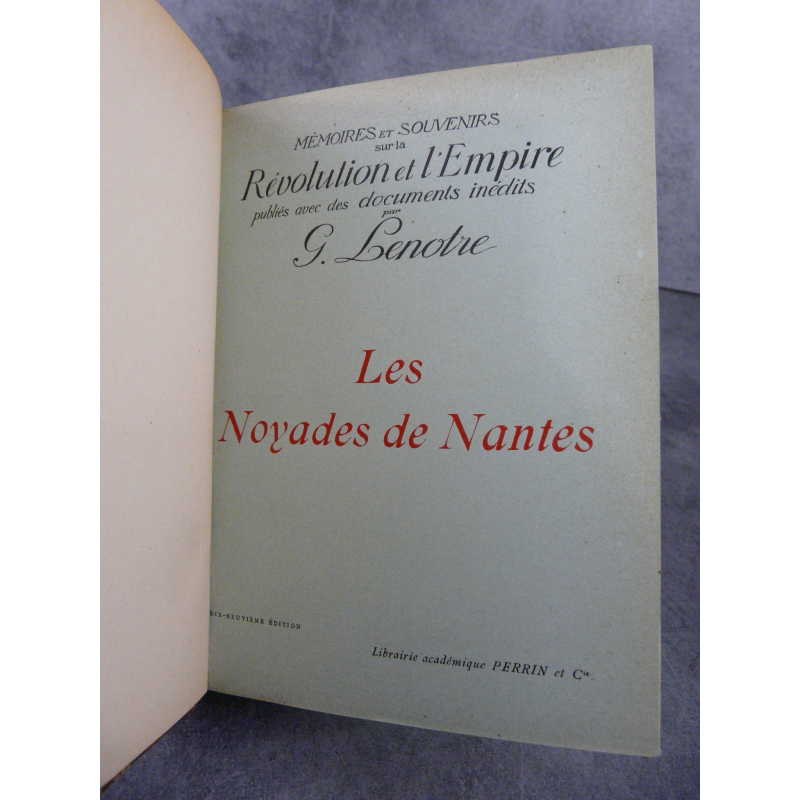 MÉMOIRES ET SOUVENIRS
sur la
Révolution et l'Empire
publiés avec des documents inédits
par
G. Lenotre
Les
Noyades de Nantes
DIX-NEUVIÈME ÉDITION
Librairie académique PERRIN et Cie.